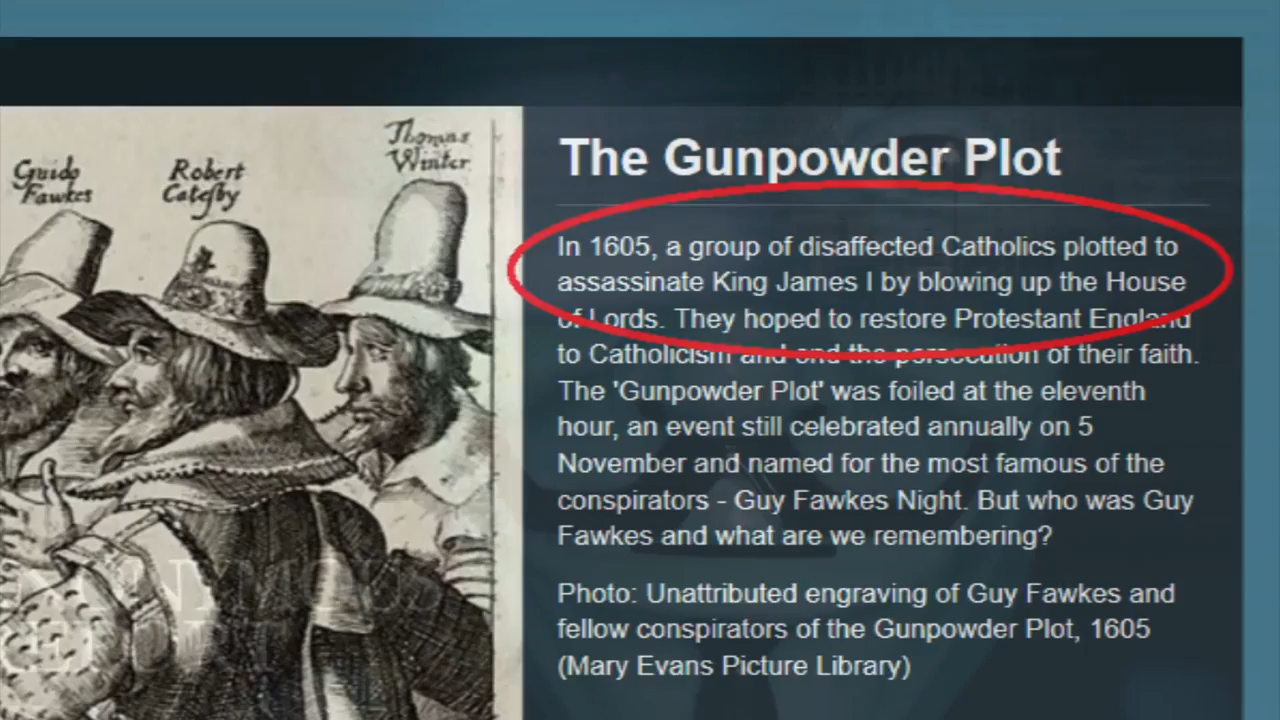 Guido
Fawkes
Robert
Catesby
Thomas
Winter
The Gunpowder Plot
In 1605, a group of disaffected Catholics plotted to
assassinate King James I by blowing up the House
of Lords. They hoped to restore Protestant England
to Catholicism and end the persecution of their faith.
The 'Gunpowder Plot' was foiled at the eleventh
hour, an event still celebrated annually on 5
November and named for the most famous of the
conspirators - Guy Fawkes Night. But who was Guy
Fawkes and what are we remembering?
Photo: Unattributed engraving of Guy Fawkes and
fellow conspirators of the Gunpowder Plot, 1605
(Mary Evans Picture Library)